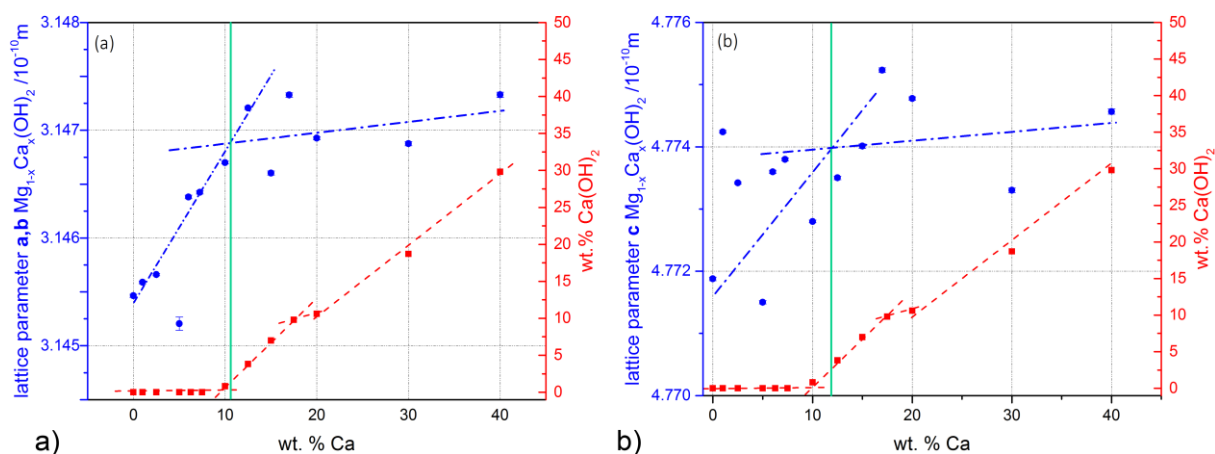 (a)
lattice parameter a,b Mg₁₋ₓCaₓ(OH)₂ /10⁻¹⁰m
3.148
3.147
3.146
3.145
50
45
40
35
30
25
20
15
10
5
0
wt.% Ca(OH)₂
0 10 20 30 40
wt. % Ca
a)
(b)
lattice parameter c Mg₁₋ₓCaₓ(OH)₂ /10⁻¹⁰m
4.776
4.774
4.772
4.770
50
45
40
35
30
25
20
15
10
5
0
wt.% Ca(OH)₂
0 10 20 30 40
wt. % Ca
b)